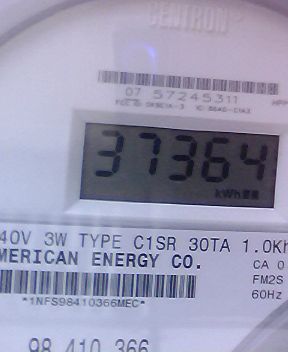 CENTRON
07 57245311
37364
kWh
40V 3W TYPE C1SR 30TA 1.0Kh
MERICAN ENERGY CO.
CA 0
FM2S
*1NFS98410366MEC*
60Hz
98 410 366